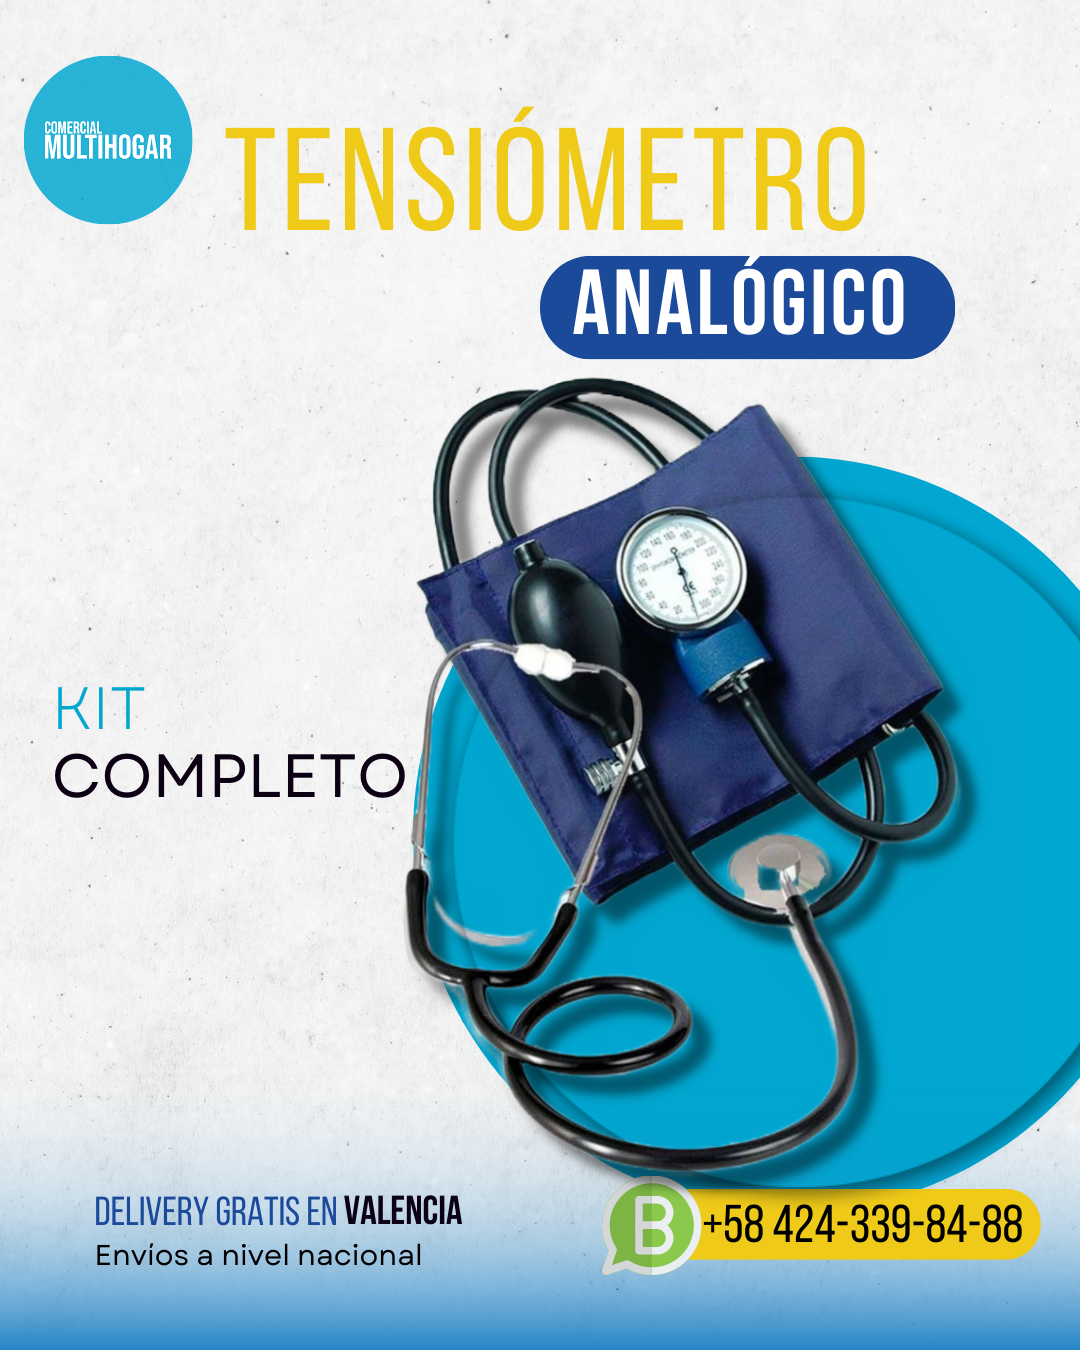 COMERCIAL
MULTIHOGAR
TENSIÓMETRO
ANALÓGICO
KIT
COMPLETO
DELIVERY GRATIS EN VALENCIA
Envíos a nivel nacional
B
+58 424-339-84-88